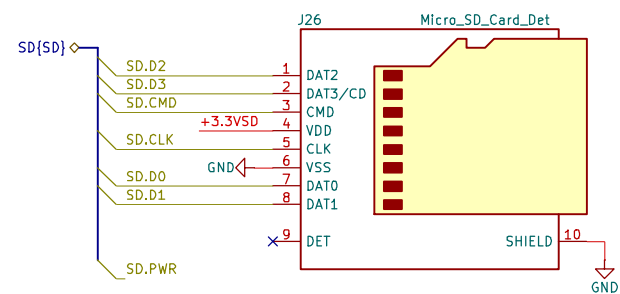 J26 Micro_SD_Card_Det
SD{SD}
SD.D2 1 DAT2
SD.D3 2 DAT3/CD
SD.CMD 3 CMD
+3.3VSD 4 VDD
SD.CLK 5 CLK
GND 6 VSS
SD.D0 7 DAT0
SD.D1 8 DAT1
9 DET SHIELD 10
SD.PWR
GND